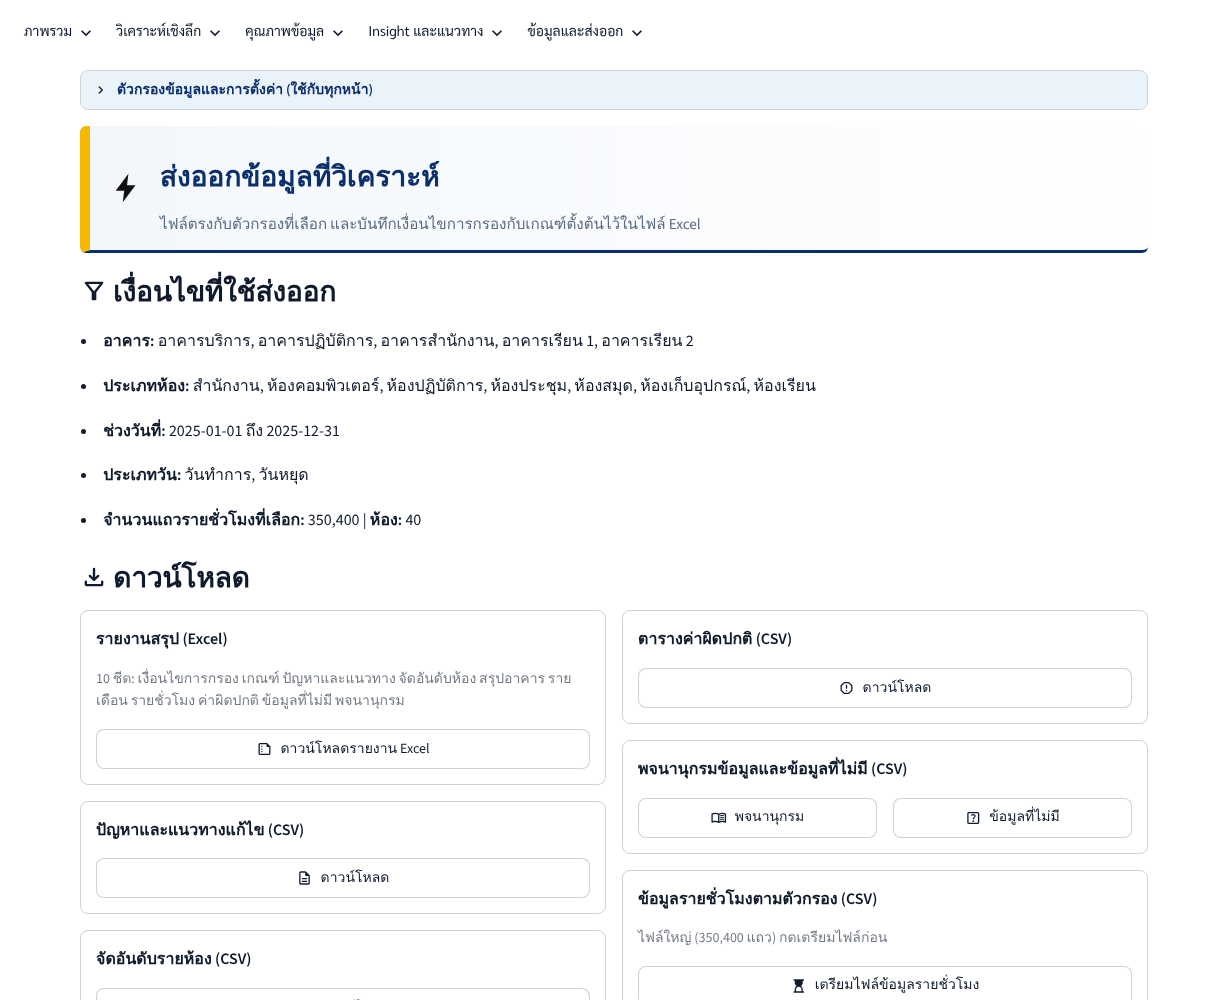 ภาพรวม
วิเคราะห์เชิงลึก
คุณภาพข้อมูล
Insight และแนวทาง
ข้อมูลและส่งออก
ตัวกรองข้อมูลและการตั้งค่า (ใช้กับทุกหน้า)
ส่งออกข้อมูลที่วิเคราะห์
ไฟล์ตรงกับตัวกรองที่เลือก และบันทึกเงื่อนไขการกรองกับเกณฑ์ตั้งต้นไว้ในไฟล์ Excel
เงื่อนไขที่ใช้ส่งออก
อาคาร: อาคารบริการ, อาคารปฏิบัติการ, อาคารสำนักงาน, อาคารเรียน 1, อาคารเรียน 2
ประเภทห้อง: สำนักงาน, ห้องคอมพิวเตอร์, ห้องปฏิบัติการ, ห้องประชุม, ห้องสมุด, ห้องเก็บอุปกรณ์, ห้องเรียน
ช่วงวันที่: 2025-01-01 ถึง 2025-12-31
ประเภทวัน: วันทำการ, วันหยุด
จำนวนแถวรายชั่วโมงที่เลือก: 350,400 | ห้อง: 40
ดาวน์โหลด
รายงานสรุป (Excel)
10 ชีต: เงื่อนไขการกรอง เกณฑ์ ปัญหาและแนวทาง จัดอันดับห้อง สรุปอาคาร ราย
เดือน รายชั่วโมง ค่าผิดปกติ ข้อมูลที่ไม่มี พจนานุกรม
ดาวน์โหลดรายงาน Excel
ปัญหาและแนวทางแก้ไข (CSV)
ดาวน์โหลด
จัดอันดับรายห้อง (CSV)
ตารางค่าผิดปกติ (CSV)
ดาวน์โหลด
พจนานุกรมข้อมูลและข้อมูลที่ไม่มี (CSV)
พจนานุกรม
ข้อมูลที่ไม่มี
ข้อมูลรายชั่วโมงตามตัวกรอง (CSV)
ไฟล์ใหญ่ (350,400 แถว) กดเตรียมไฟล์ก่อน
เตรียมไฟล์ข้อมูลรายชั่วโมง